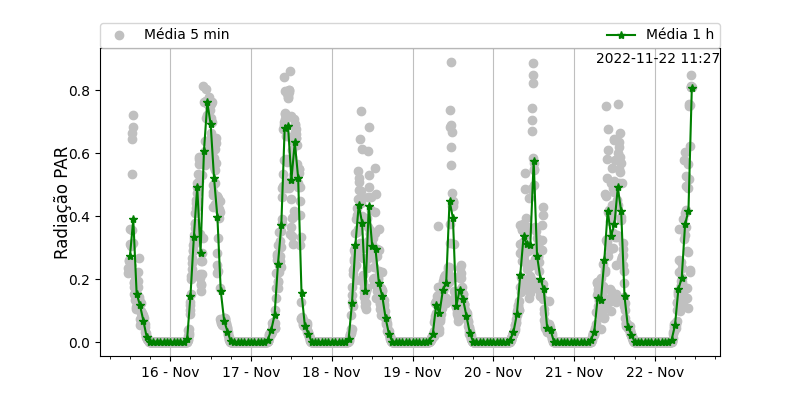 Média 5 min
Média 1 h
2022-11-22 11:27
Radiação PAR
0.8
0.6
0.4
0.2
0.0
16 - Nov
17 - Nov
18 - Nov
19 - Nov
20 - Nov
21 - Nov
22 - Nov